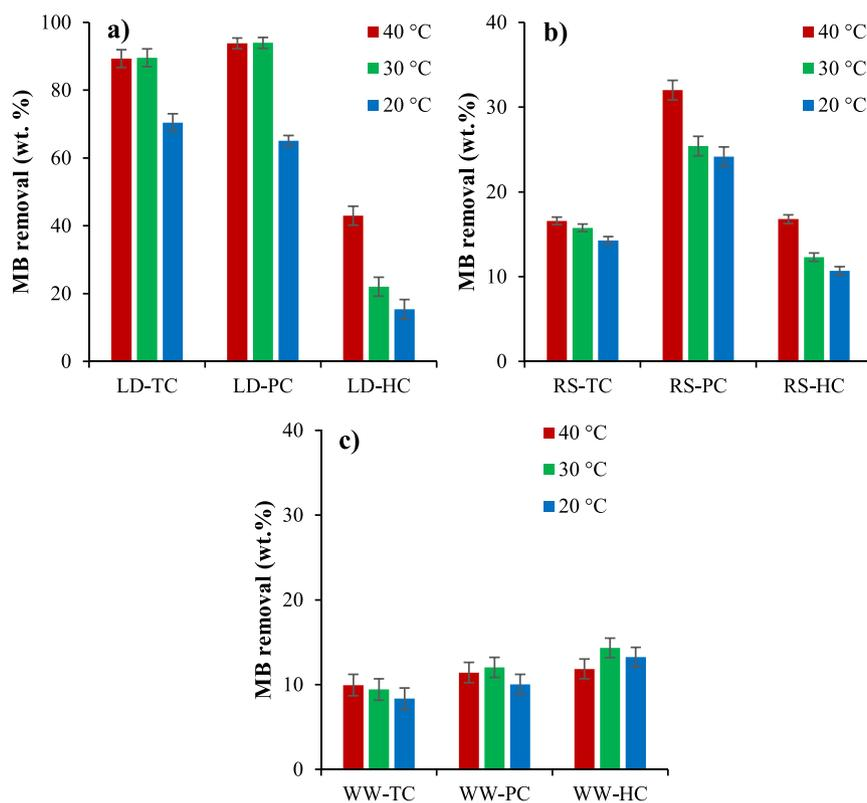 a)
MB removal (wt. %)
100
80
60
40
20
0
40 °C
30 °C
20 °C
LD-TC LD-PC LD-HC
b)
MB removal (wt.%)
40
30
20
10
0
40 °C
30 °C
20 °C
RS-TC RS-PC RS-HC
c)
MB removal (wt.%)
40
30
20
10
0
40 °C
30 °C
20 °C
WW-TC WW-PC WW-HC